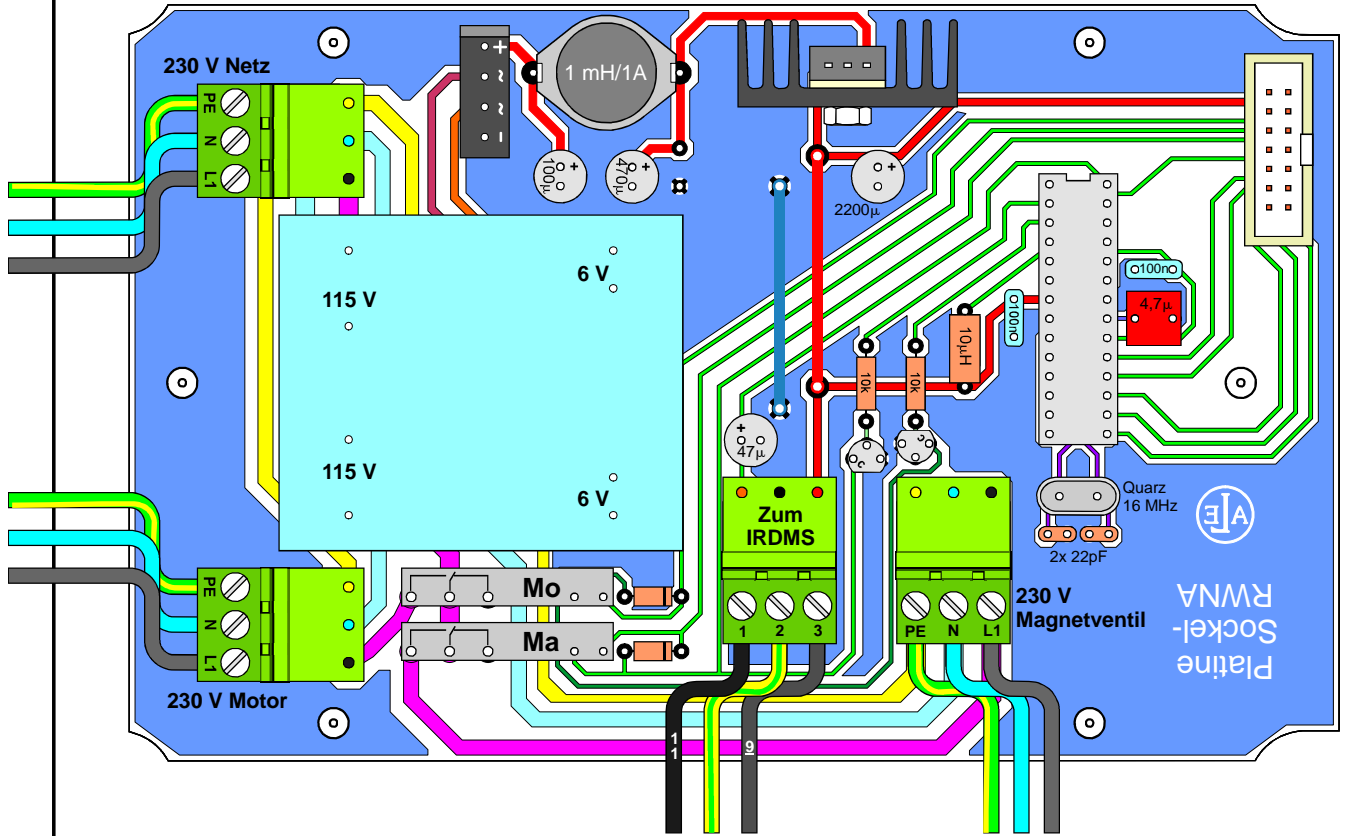 230 V Netz
PE
N
L1
+
~
~
-
1 mH/1A
+
100µ
+
470µ
+
2200µ
115 V
6 V
115 V
6 V
100n
4,7µ
100n
10µH
10k
10k
+
47µ
c
c
Quarz
16 MHz
2x 22pF
ALE
Platine
Sockel-
RWNA
Zum
IRDMS
1
2
3
PE
N
L1
230 V
Magnetventil
PE
N
L1
230 V Motor
Mo
Ma
11
9